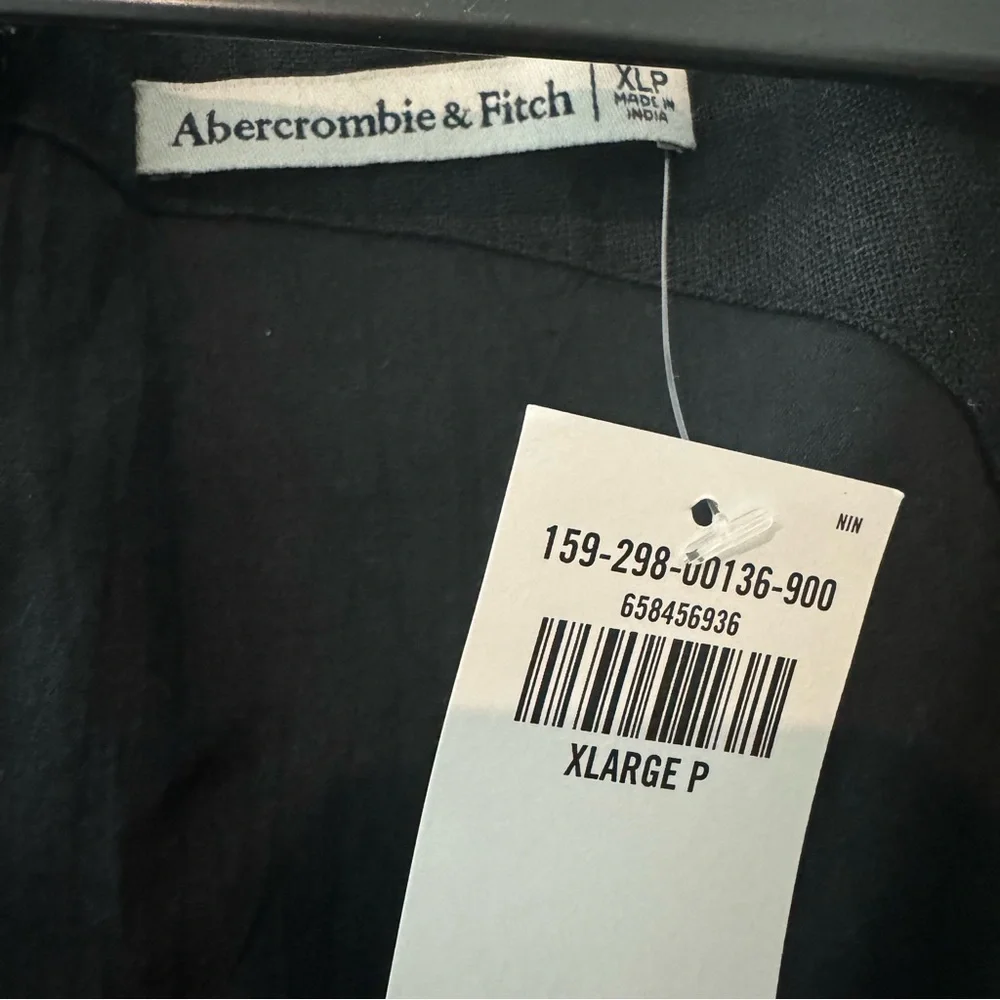 Abercrombie & Fitch
XLP
MADE IN
INDIA
NIN
159-298-00136-900
658456936
XLARGE P